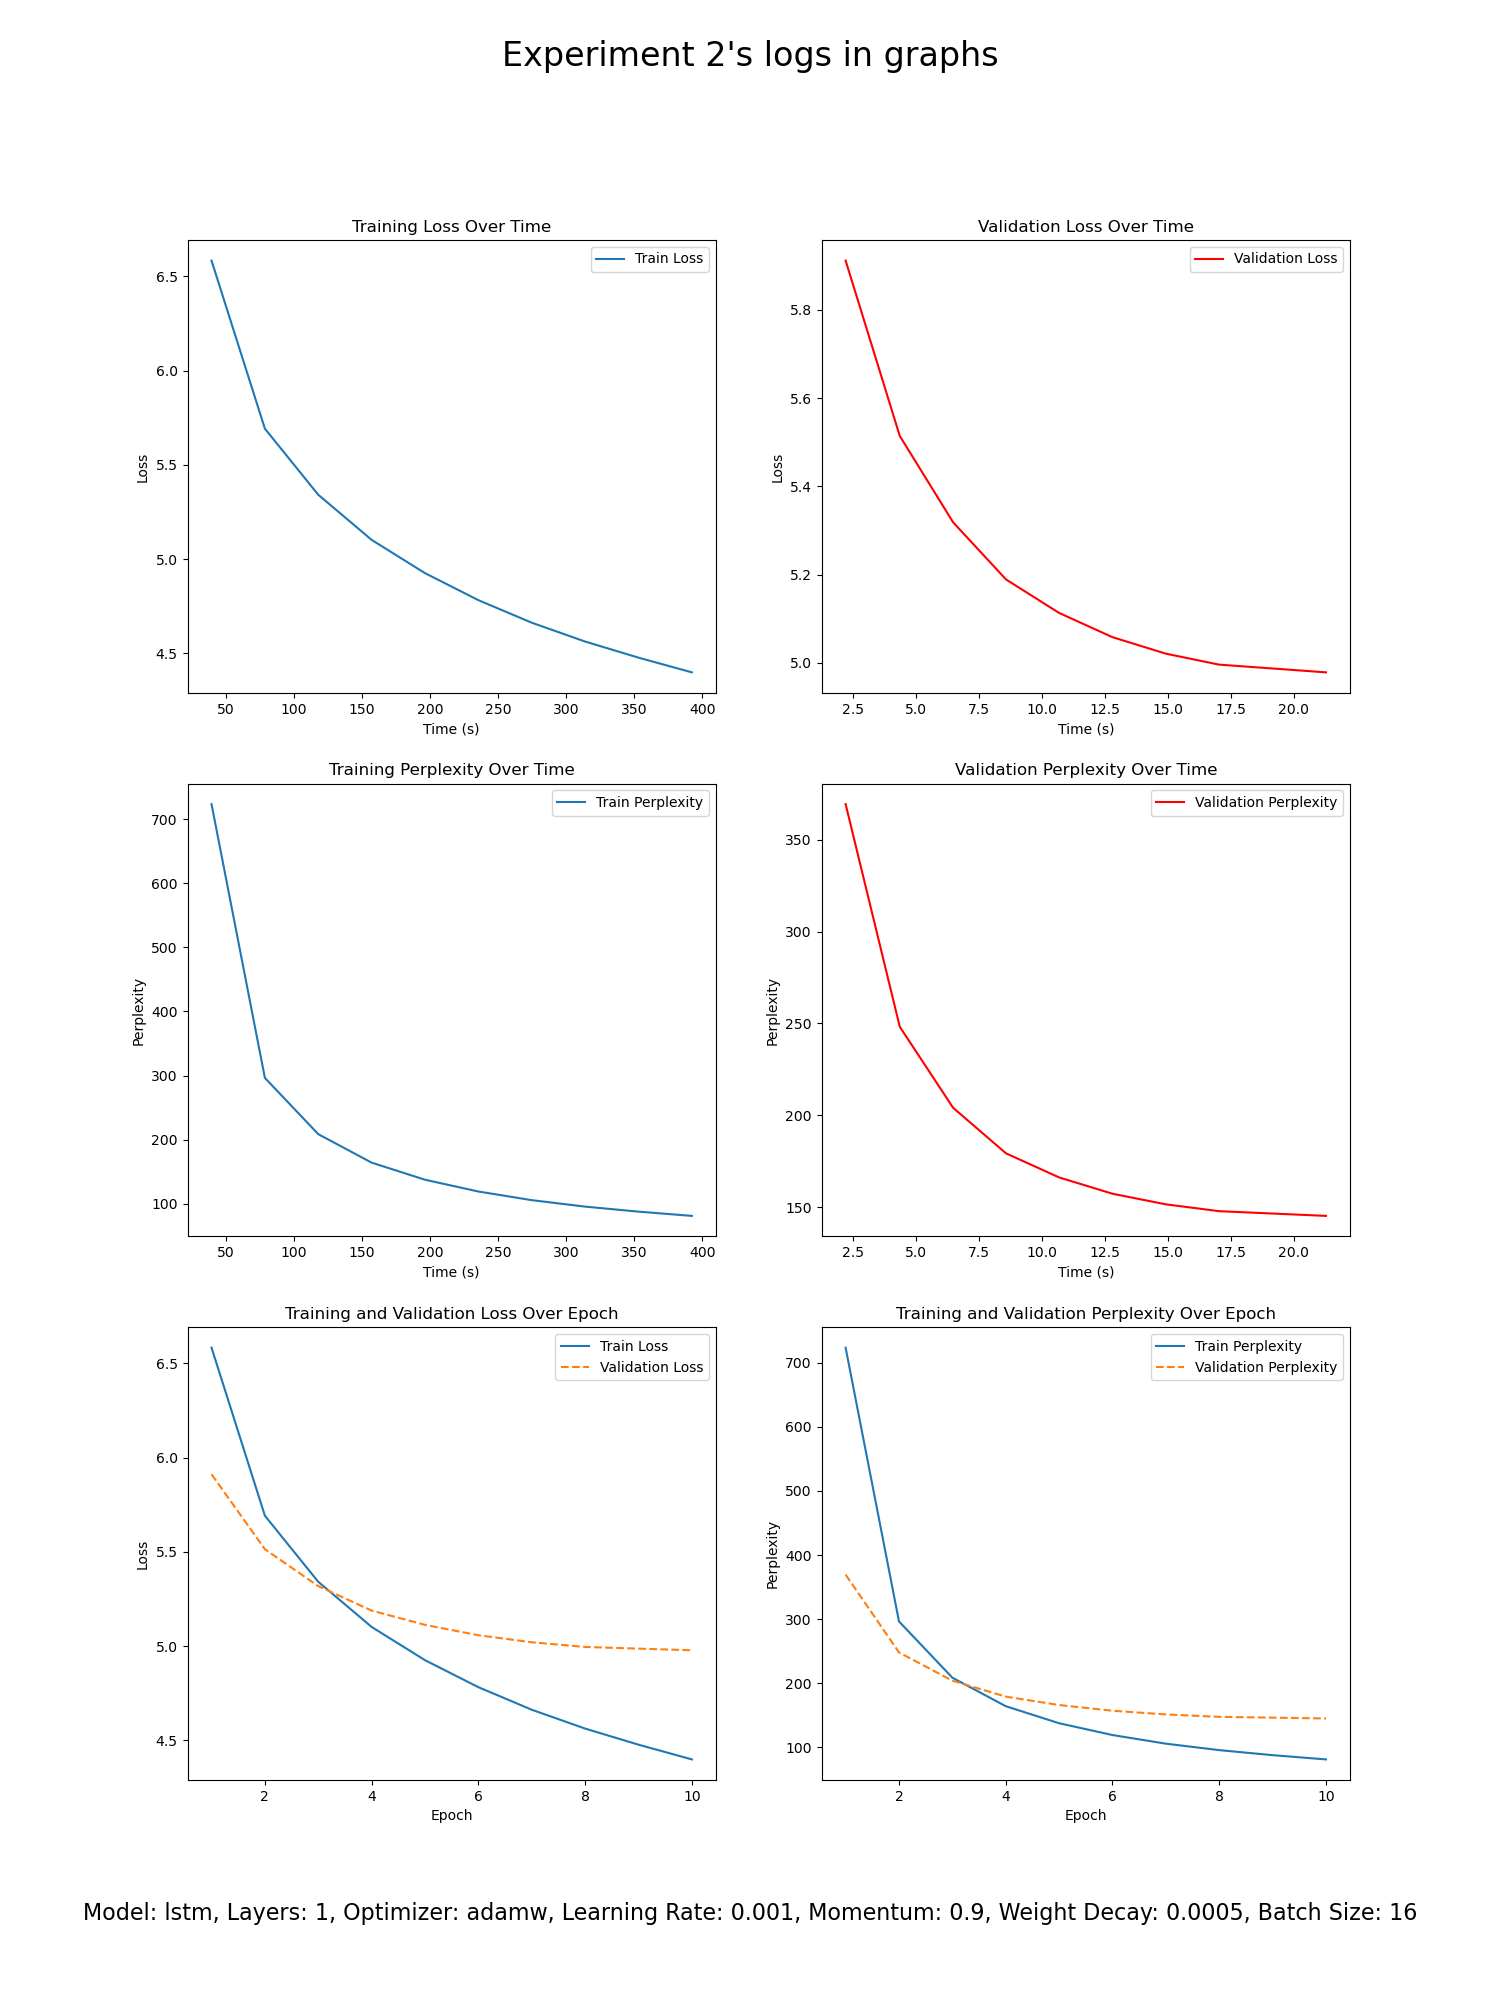 Experiment 2's logs in graphs
Training Loss Over Time
Train Loss
6.5
6.0
5.5
5.0
4.5
Loss
50 100 150 200 250 300 350 400
Time (s)
Validation Loss Over Time
Validation Loss
5.8
5.6
5.4
5.2
5.0
Loss
2.5 5.0 7.5 10.0 12.5 15.0 17.5 20.0
Time (s)
Training Perplexity Over Time
Train Perplexity
700
600
500
400
300
200
100
Perplexity
50 100 150 200 250 300 350 400
Time (s)
Validation Perplexity Over Time
Validation Perplexity
350
300
250
200
150
Perplexity
2.5 5.0 7.5 10.0 12.5 15.0 17.5 20.0
Time (s)
Training and Validation Loss Over Epoch
Train Loss
Validation Loss
6.5
6.0
5.5
5.0
4.5
Loss
2 4 6 8 10
Epoch
Training and Validation Perplexity Over Epoch
Train Perplexity
Validation Perplexity
700
600
500
400
300
200
100
Perplexity
2 4 6 8 10
Epoch
Model: lstm, Layers: 1, Optimizer: adamw, Learning Rate: 0.001, Momentum: 0.9, Weight Decay: 0.0005, Batch Size: 16